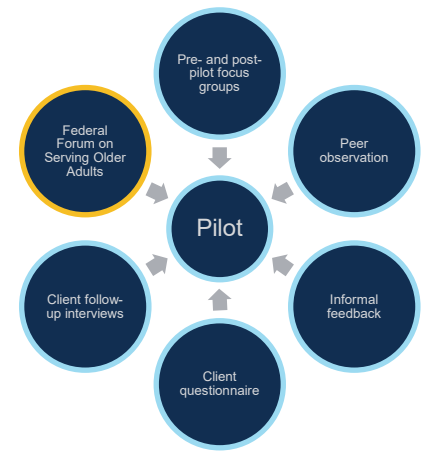 Pre- and post-
pilot focus
groups
Federal
Forum on
Serving Older
Adults
Peer
observation
Pilot
Client follow-
up interviews
Informal
feedback
Client
questionnaire